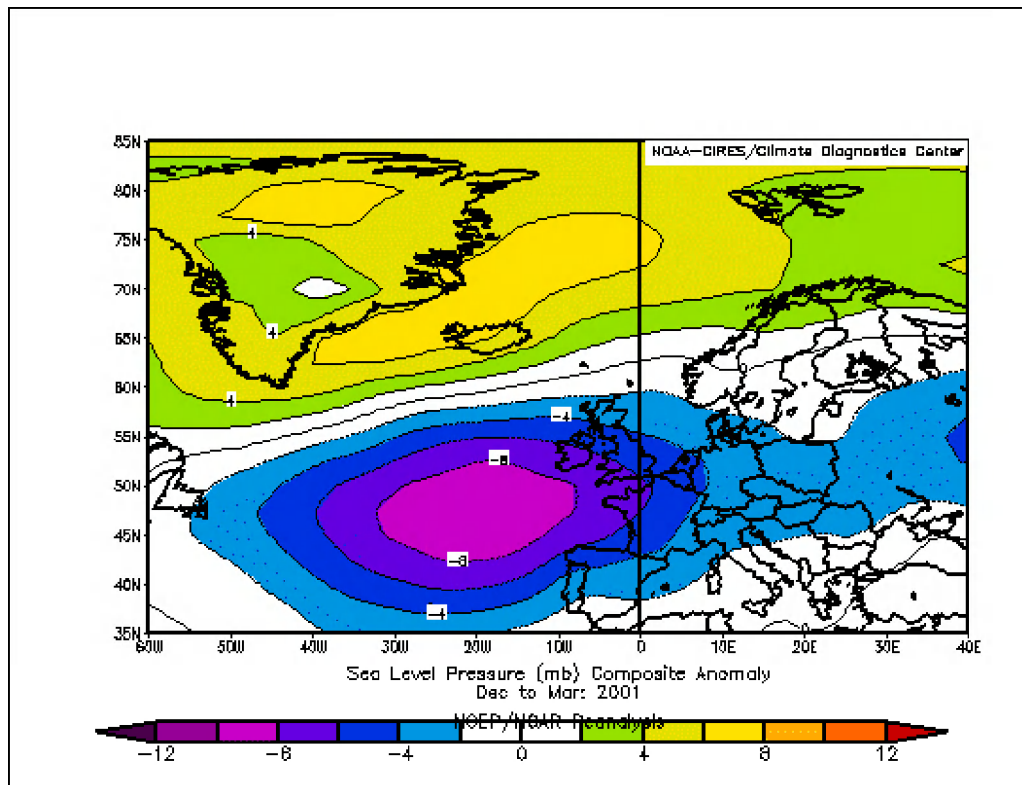 NOAA-CIRES/Climate Diagnostics Center
85N
80N
75N
70N
65N
60N
55N
50N
45N
40N
35N
4
4
4
0
-4
-8
-8
-4
60W 50W 40W 30W 20W 10W 0 10E 20E 30E 40E
Sea Level Pressure (mb) Composite Anomaly
Dec to Mar: 2001
NCEP/NCAR Reanalysis
-12 -8 -4 0 4 8 12